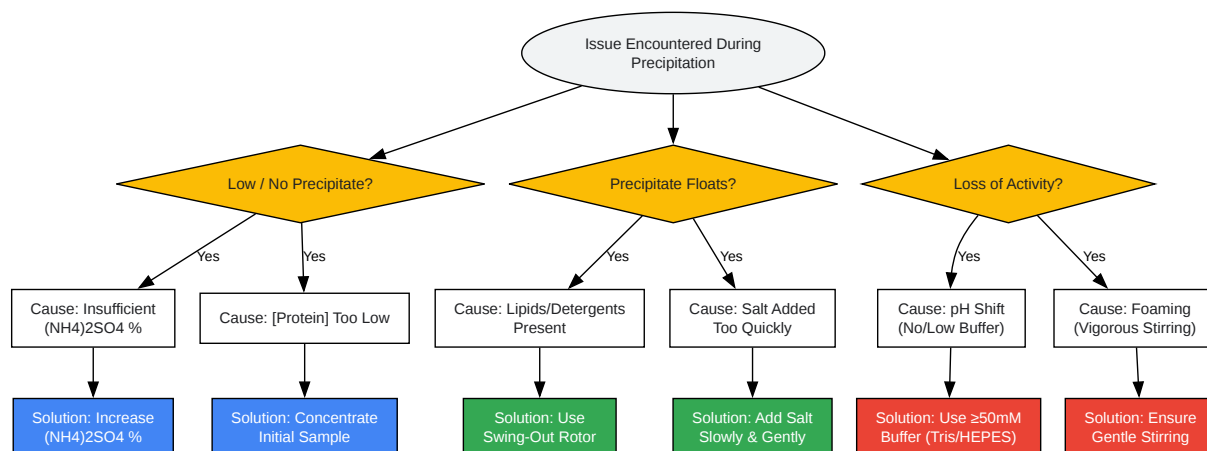 Issue Encountered During
Precipitation
Low / No Precipitate?
Precipitate Floats?
Loss of Activity?
Yes
Yes
Yes
Yes
Yes
Yes
Cause: Insufficient
(NH4)2SO4 %
Cause: [Protein] Too Low
Cause: Lipids/Detergents
Present
Cause: Salt Added
Too Quickly
Cause: pH Shift
(No/Low Buffer)
Cause: Foaming
(Vigorous Stirring)
Solution: Increase
(NH4)2SO4 %
Solution: Concentrate
Initial Sample
Solution: Use
Swing-Out Rotor
Solution: Add Salt
Slowly & Gently
Solution: Use ≥50mM
Buffer (Tris/HEPES)
Solution: Ensure
Gentle Stirring